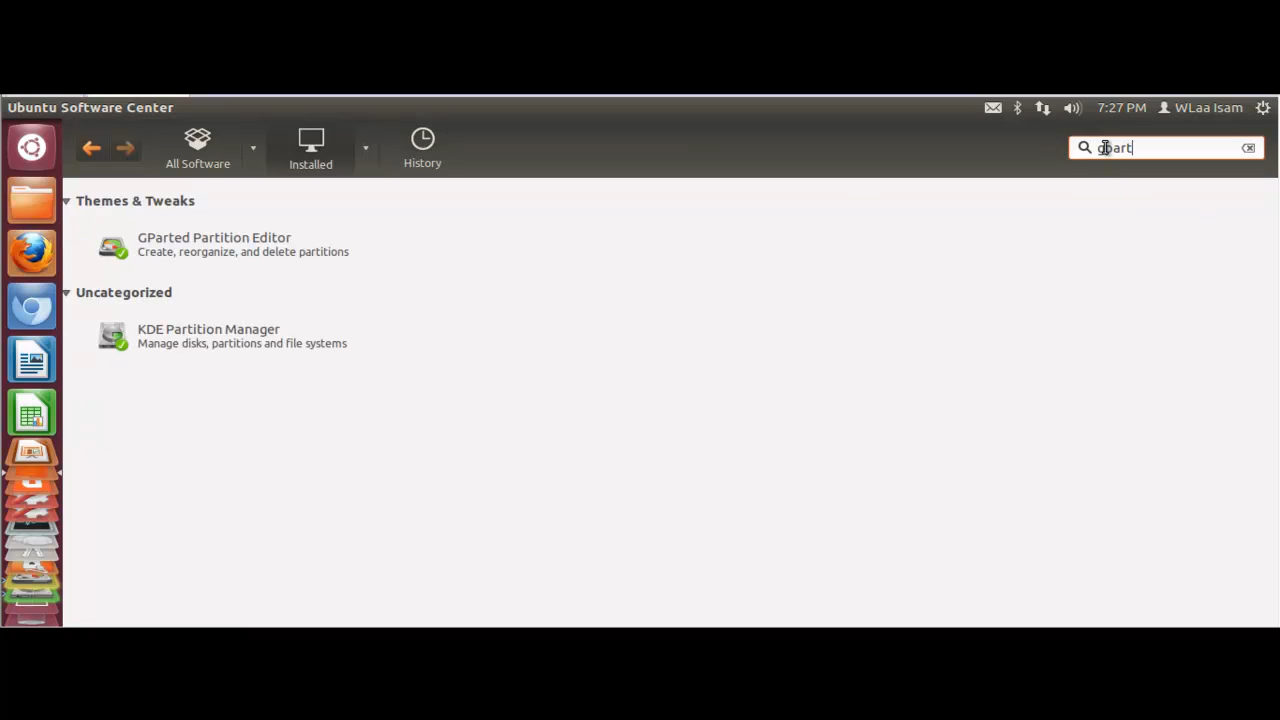 Ubuntu Software Center
7:27 PM WLaa Isam
All Software
Installed
History
gpart
Themes & Tweaks
GParted Partition Editor
Create, reorganize, and delete partitions
Uncategorized
KDE Partition Manager
Manage disks, partitions and file systems